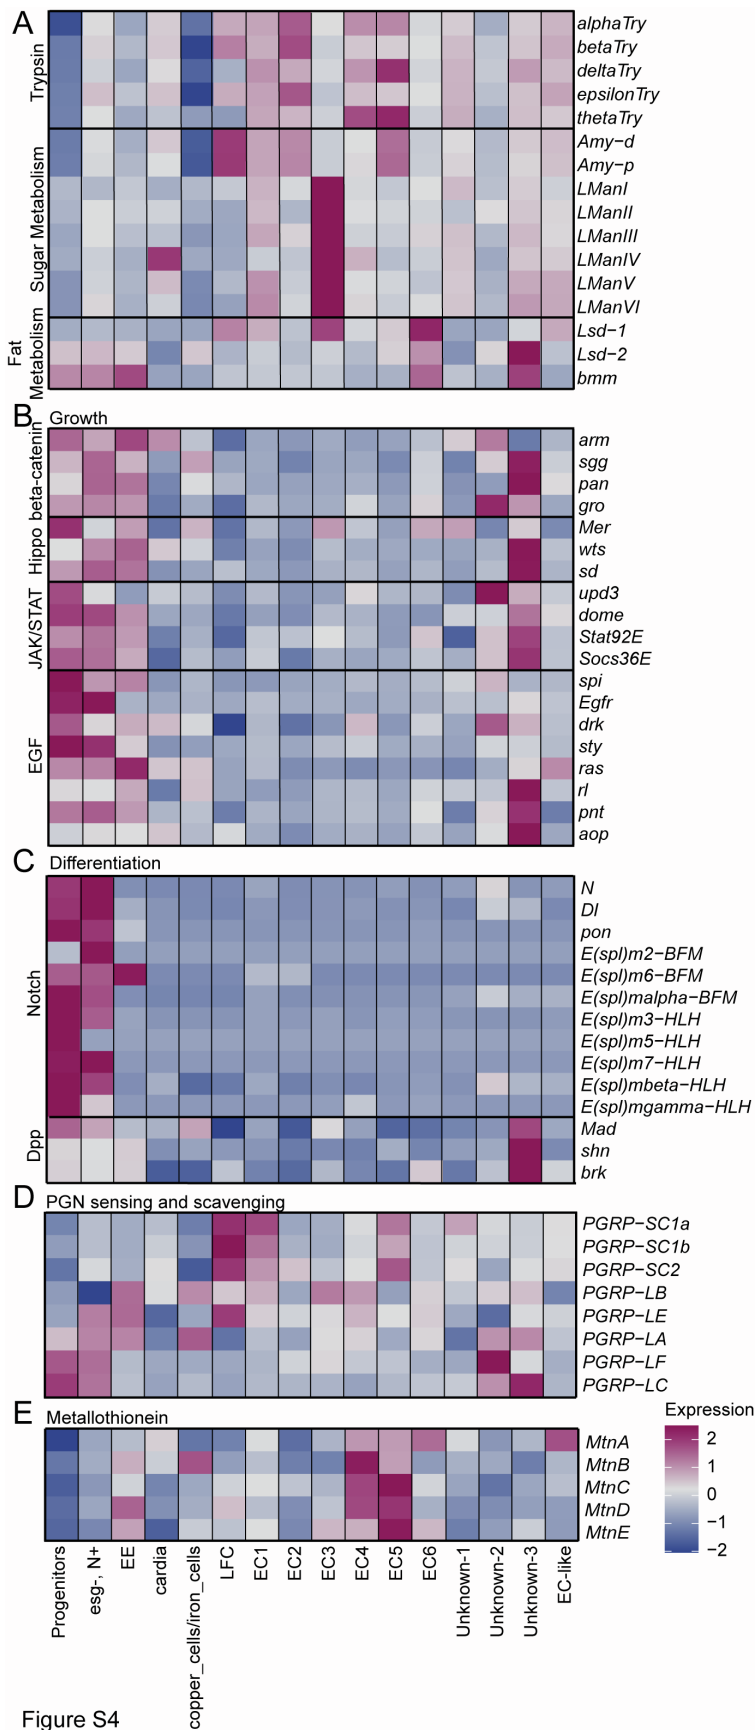 A
Trypsin
alphaTry
betaTry
deltaTry
epsilonTry
thetaTry
Sugar Metabolism
Amy−d
Amy−p
LManI
LManII
LManIII
LManIV
LManV
LManVI
Fat
Metabolism
Lsd−1
Lsd−2
bmm
B
Growth
beta-catenin
arm
sgg
pan
gro
Hippo
Mer
wts
sd
JAK/STAT
upd3
dome
Stat92E
Socs36E
EGF
spi
Egfr
drk
sty
ras
rl
pnt
aop
C
Differentiation
Notch
N
Dl
pon
E(spl)m2−BFM
E(spl)m6−BFM
E(spl)malpha−BFM
E(spl)m3−HLH
E(spl)m5−HLH
E(spl)m7−HLH
E(spl)mbeta−HLH
E(spl)mgamma−HLH
Dpp
Mad
shn
brk
D
PGN sensing and scavenging
PGRP−SC1a
PGRP−SC1b
PGRP−SC2
PGRP−LB
PGRP−LE
PGRP−LA
PGRP−LF
PGRP−LC
E
Metallothionein
MtnA
MtnB
MtnC
MtnD
MtnE
Expression
2
1
0
−1
−2
Progenitors
esg-, N+
EE
cardia
copper_cells/iron_cells
LFC
EC1
EC2
EC3
EC4
EC5
EC6
Unknown-1
Unknown-2
Unknown-3
EC-like
Figure S4